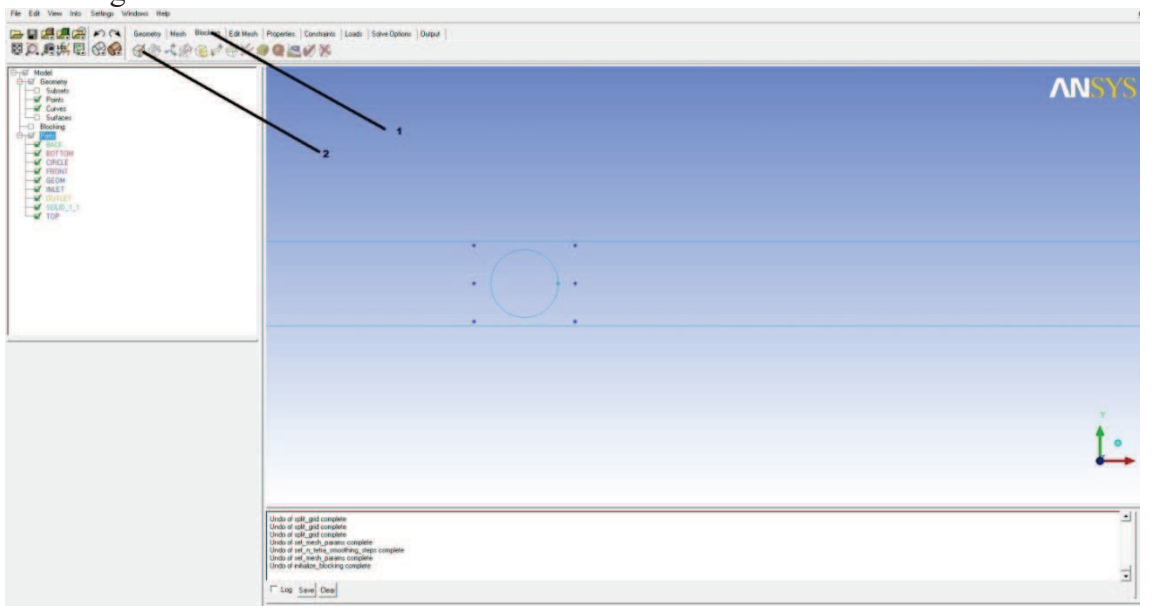 File Edit View Info Settings Windows Help
Geometry Mesh Blocking Edit Mesh Properties Constraints Loads Solve Options Output
Model
Geometry
Subsets
Points
Curves
Surfaces
Blocking
Parts
BACK
BOTTOM
CIRCLE
FRONT
GEOM
INLET
OUTLET
SOLID_1_1
TOP
1
2
ANSYS
Y
Undo of split_grid complete
Undo of split_grid complete
Undo of split_grid complete
Undo of set_mesh_params complete
Undo of set_n_tetra_smoothing_steps complete
Undo of set_mesh_params complete
Undo of initialize_blocking complete
Log Save Clear